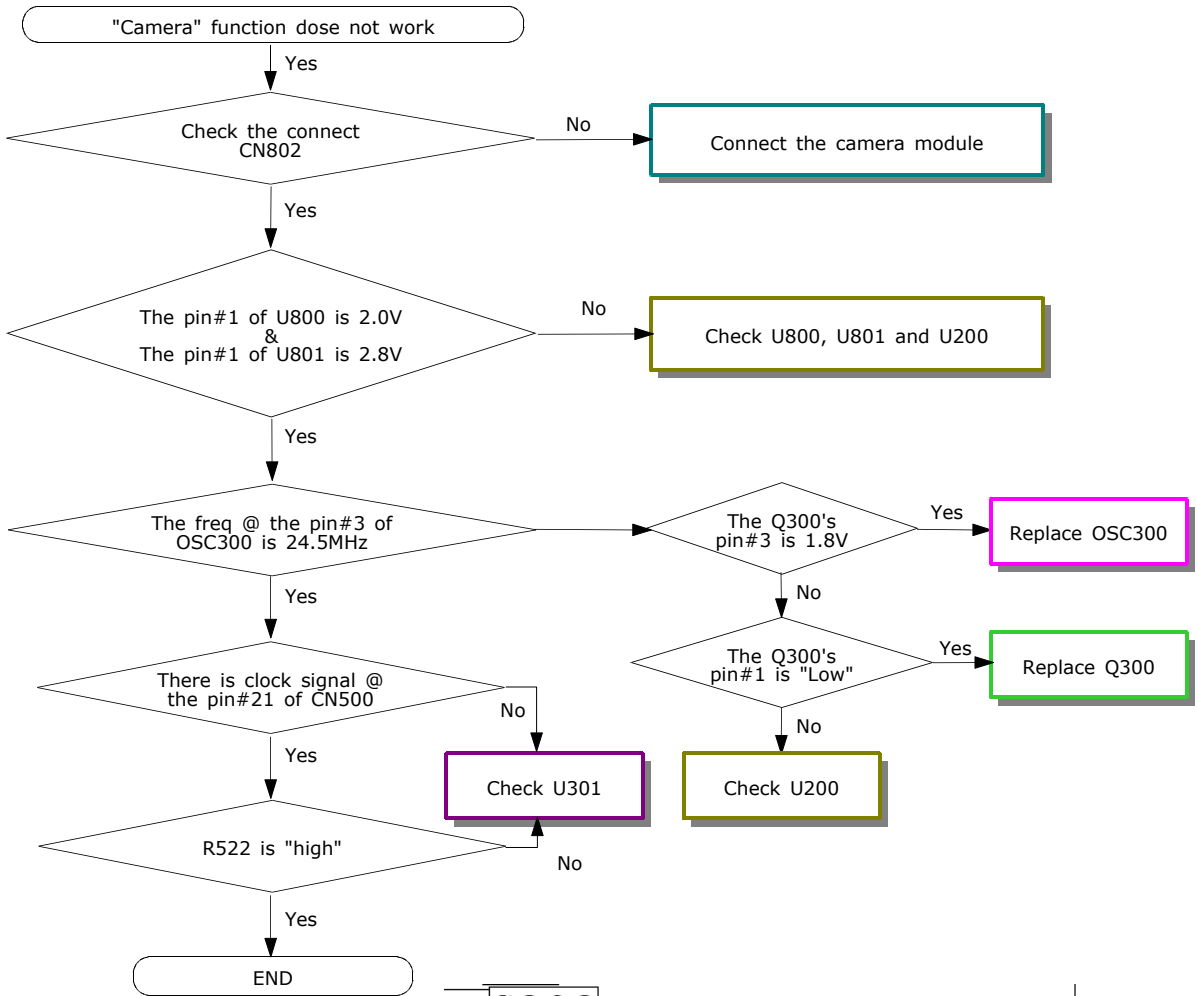 "Camera" function dose not work
Yes
Check the connect
CN802
No
Connect the camera module
Yes
The pin#1 of U800 is 2.0V
&
The pin#1 of U801 is 2.8V
No
Check U800, U801 and U200
Yes
The freq @ the pin#3 of
OSC300 is 24.5MHz
The Q300's
pin#3 is 1.8V
Yes
Replace OSC300
Yes
No
The Q300's
pin#1 is "Low"
Yes
Replace Q300
There is clock signal @
the pin#21 of CN500
No
No
Yes
Check U301
Check U200
R522 is "high"
No
Yes
END